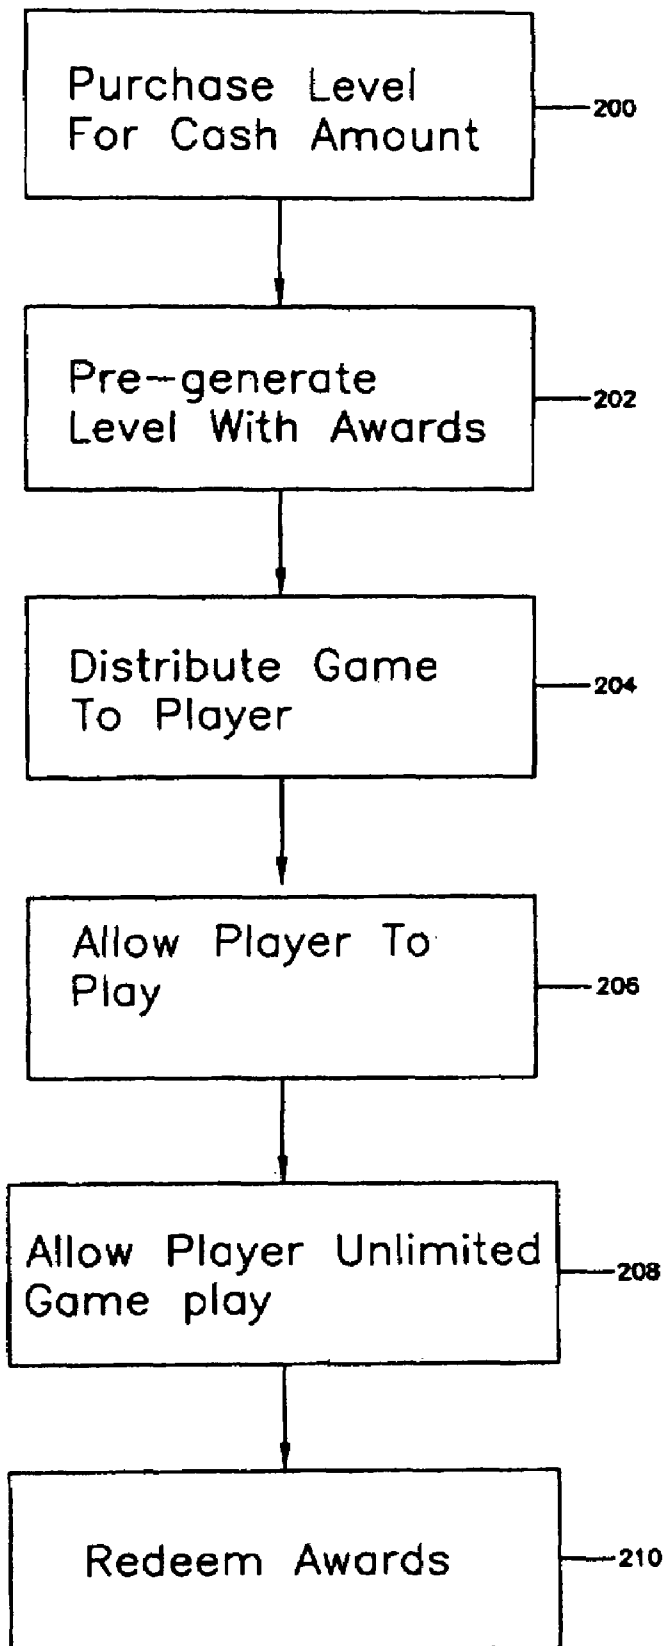 Purchase Level
For Cash Amount
200
Pre-generate
Level With Awards
202
Distribute Game
To Player
204
Allow Player To
Play
206
Allow Player Unlimited
Game play
208
Redeem Awards
210